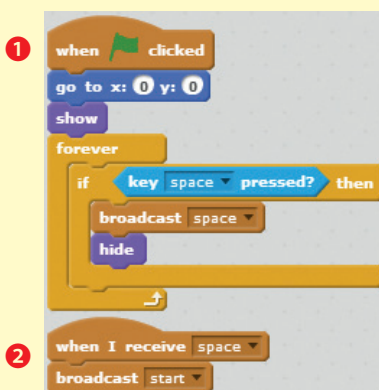 1
when clicked
go to x: 0 y: 0
show
forever
if key space pressed? then
broadcast space
hide
2
when I receive space
broadcast start